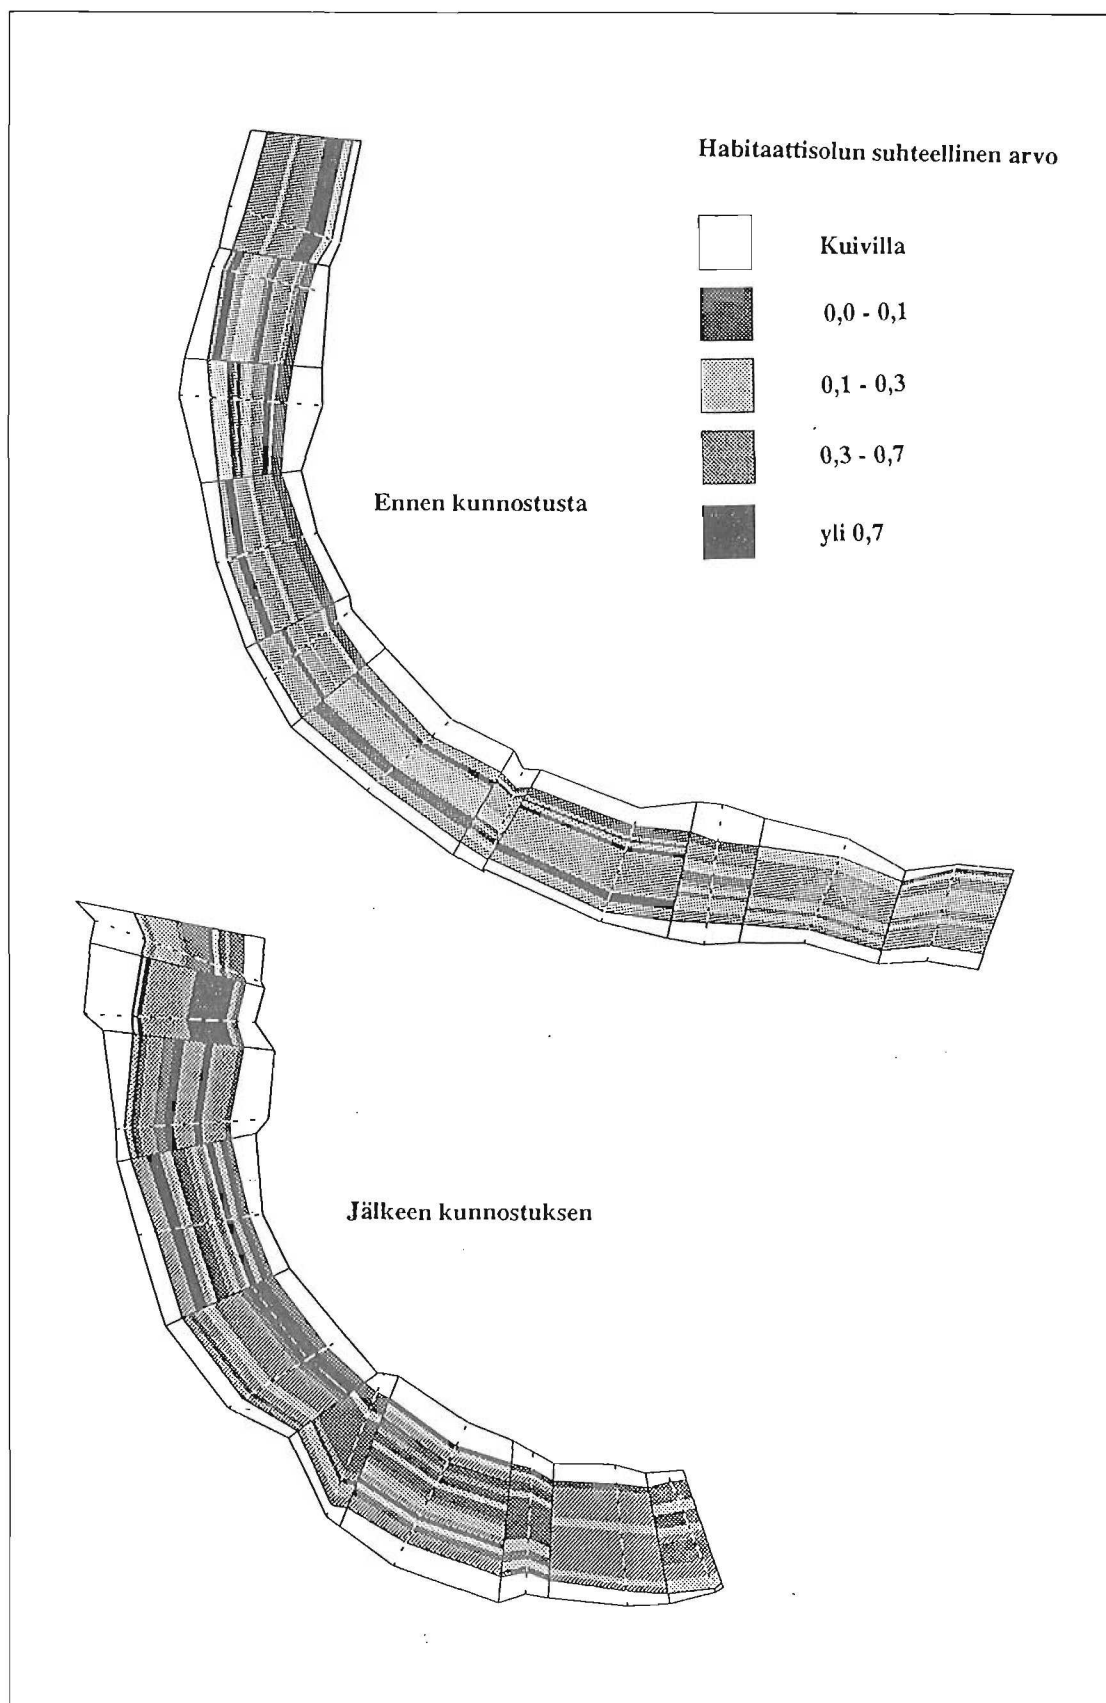 Habitaattisolun suhteellinen arvo
Kuivilla
0,0 - 0,1
0,1 - 0,3
0,3 - 0,7
yli 0,7
Ennen kunnostusta
Jälkeen kunnostuksen